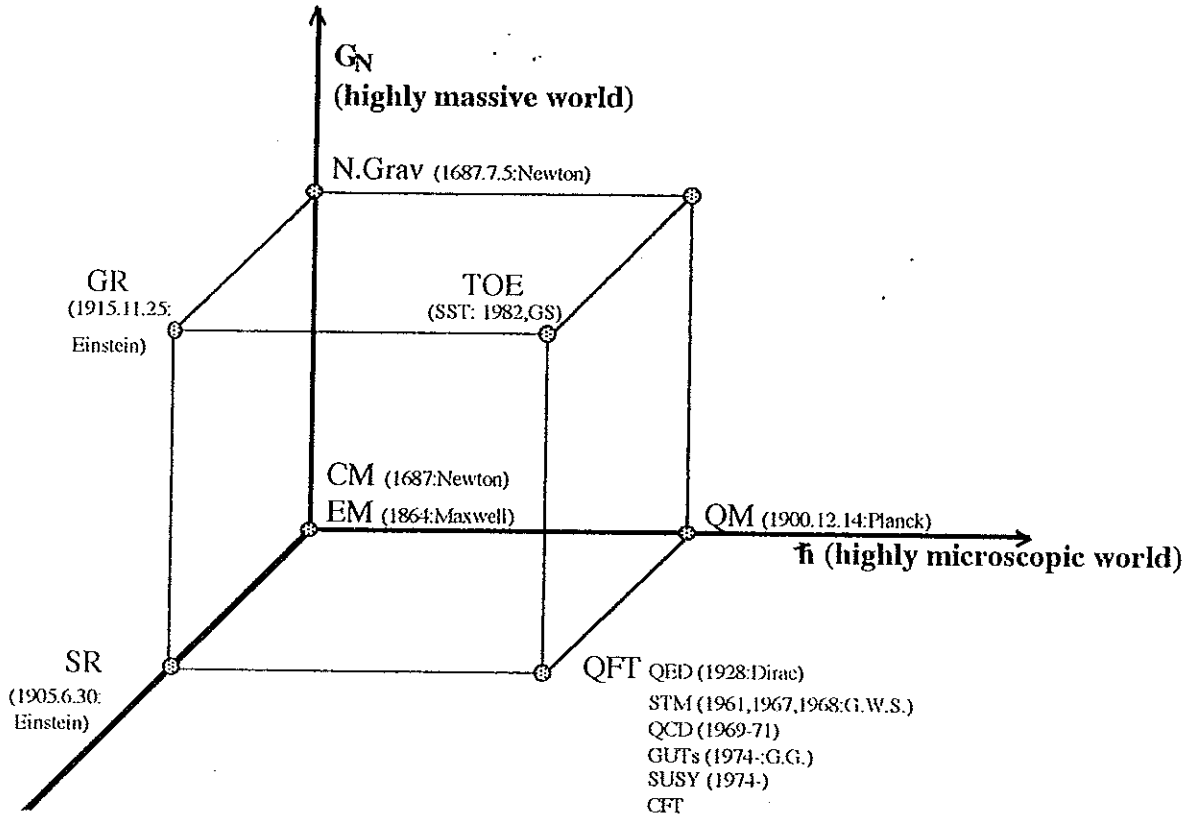 G_N
(highly massive world)
N.Grav (1687.7.5:Newton)
GR
(1915.11.25:
Einstein)
TOE
(SST: 1982,GS)
CM (1687:Newton)
EM (1864:Maxwell)
QM (1900.12.14:Planck)
ħ (highly microscopic world)
SR
(1905.6.30:
Einstein)
QFT QED (1928:Dirac)
STM (1961,1967,1968:G.W.S.)
QCD (1969-71)
GUTs (1974-:G.G.)
SUSY (1974-)
CFT